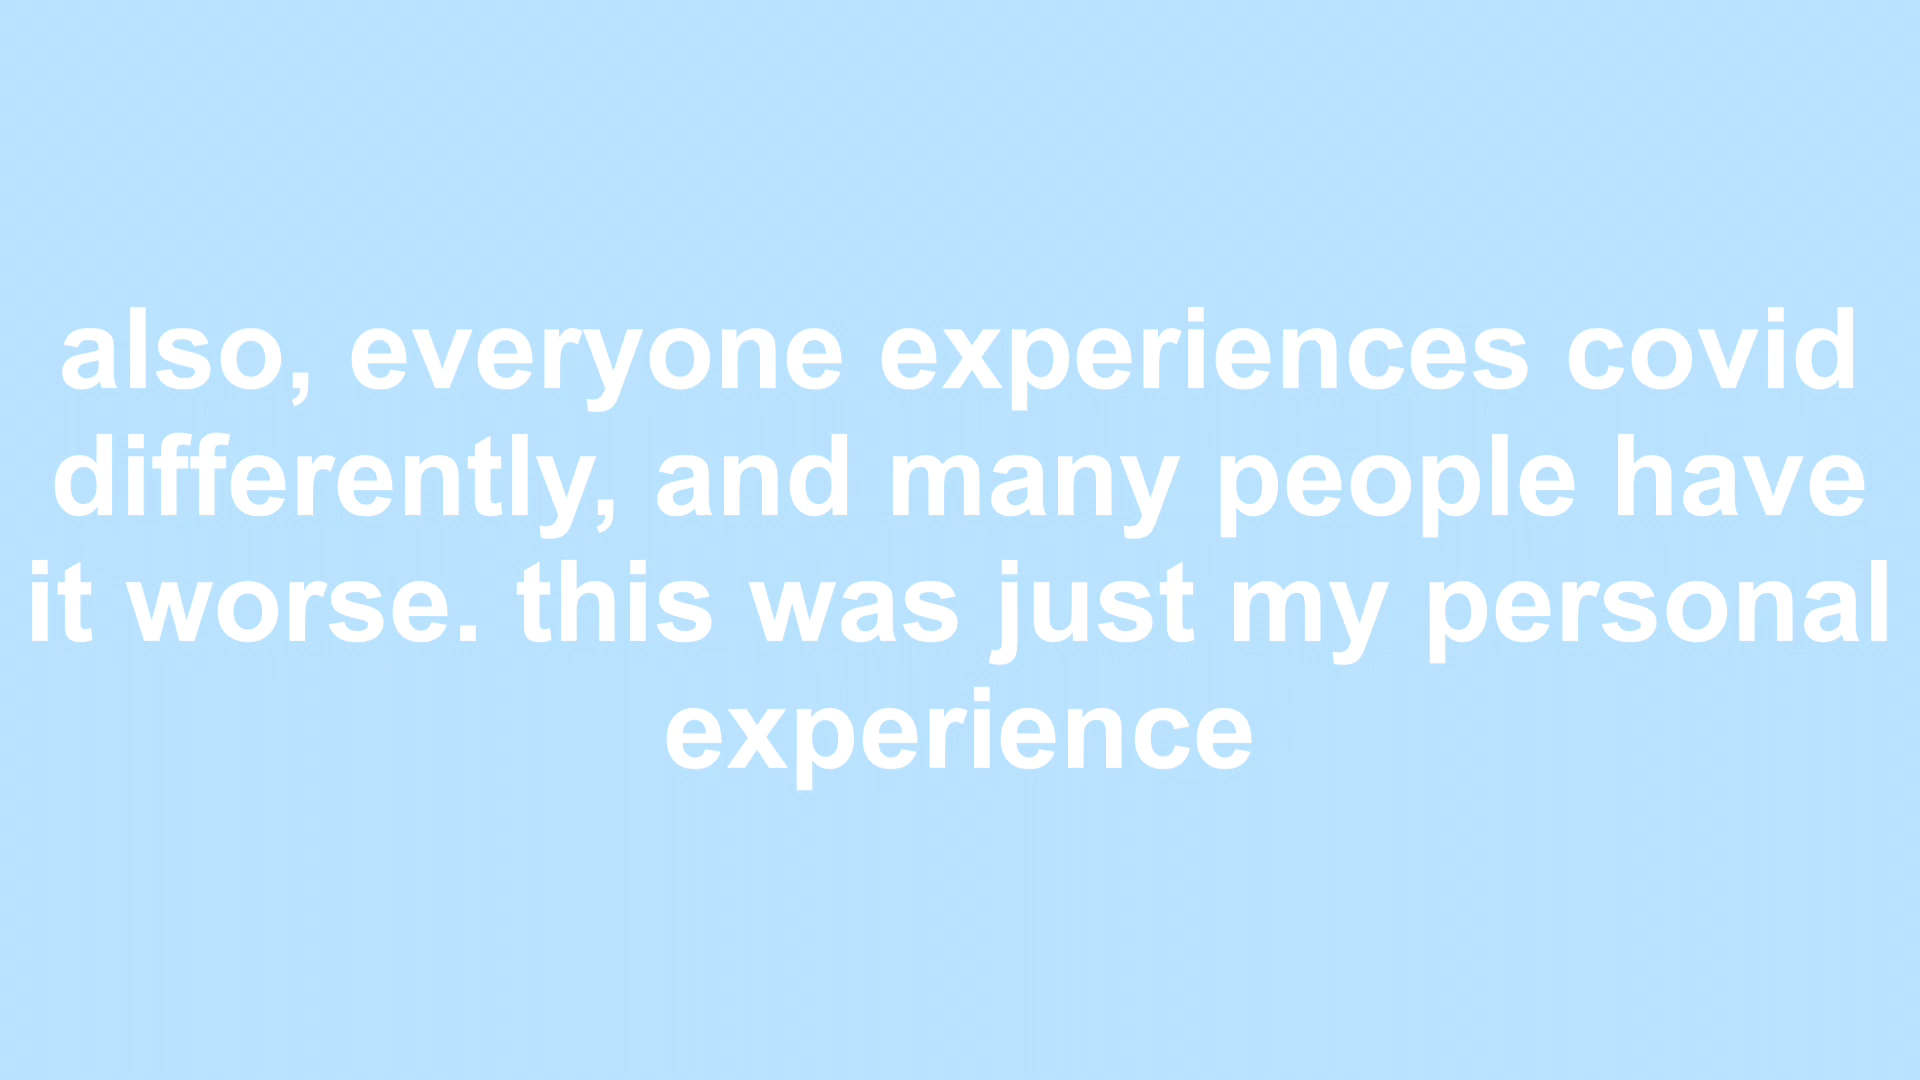 also, everyone experiences covid
differently, and many people have
it worse. this was just my personal
experience